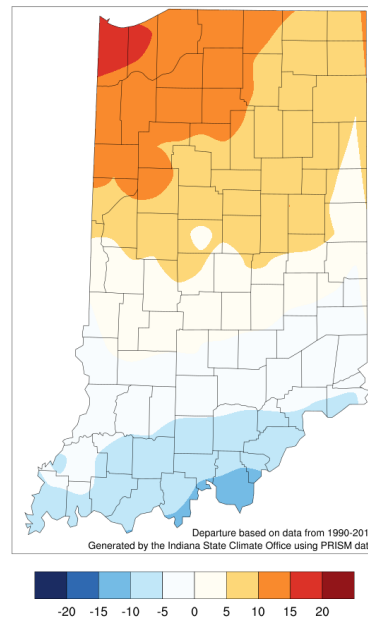 Departure based on data from 1990-201
Generated by the Indiana State Climate Office using PRISM dat
-20 -15 -10 -5 0 5 10 15 20